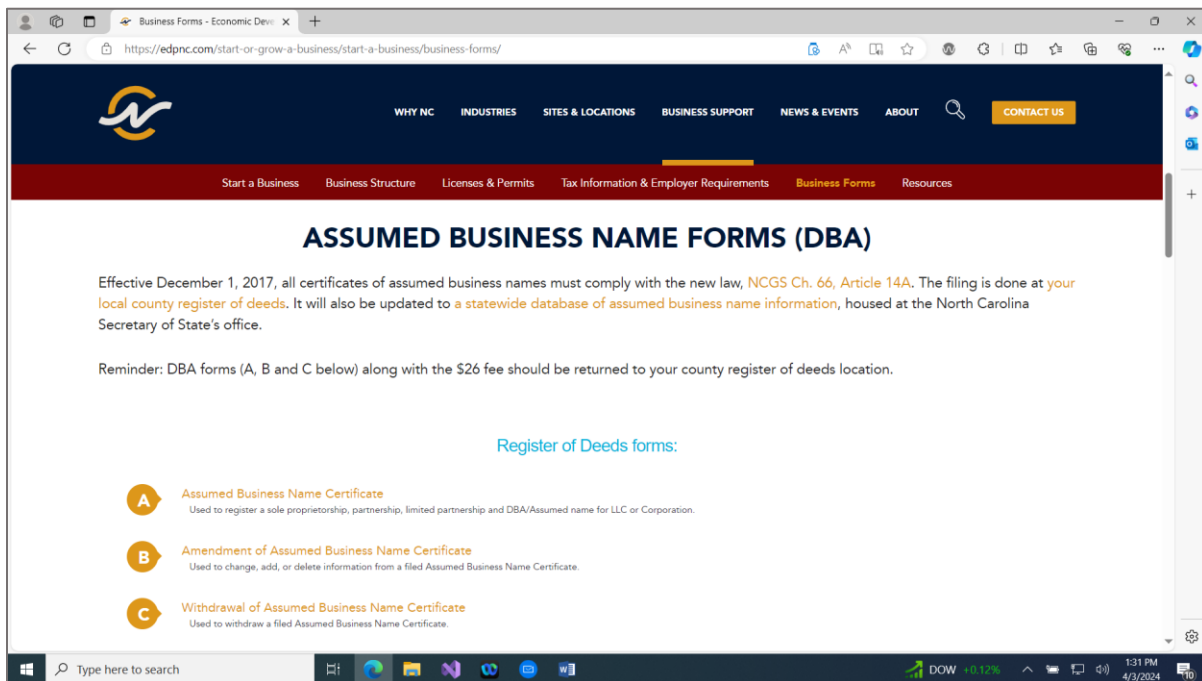 Business Forms - Economic Deve
https://edpnc.com/start-or-grow-a-business/start-a-business/business-forms/
WHY NC INDUSTRIES SITES & LOCATIONS BUSINESS SUPPORT NEWS & EVENTS ABOUT CONTACT US
Start a Business Business Structure Licenses & Permits Tax Information & Employer Requirements Business Forms Resources
ASSUMED BUSINESS NAME FORMS (DBA)
Effective December 1, 2017, all certificates of assumed business names must comply with the new law, NCGS Ch. 66, Article 14A. The filing is done at your
local county register of deeds. It will also be updated to a statewide database of assumed business name information, housed at the North Carolina
Secretary of State's office.
Reminder: DBA forms (A, B and C below) along with the $26 fee should be returned to your county register of deeds location.
Register of Deeds forms:
A Assumed Business Name Certificate
Used to register a sole proprietorship, partnership, limited partnership and DBA/Assumed name for LLC or Corporation.
B Amendment of Assumed Business Name Certificate
Used to change, add, or delete information from a filed Assumed Business Name Certificate.
C Withdrawal of Assumed Business Name Certificate
Used to withdraw a filed Assumed Business Name Certificate.
Type here to search DOW +0.12% 1:31 PM
4/3/2024